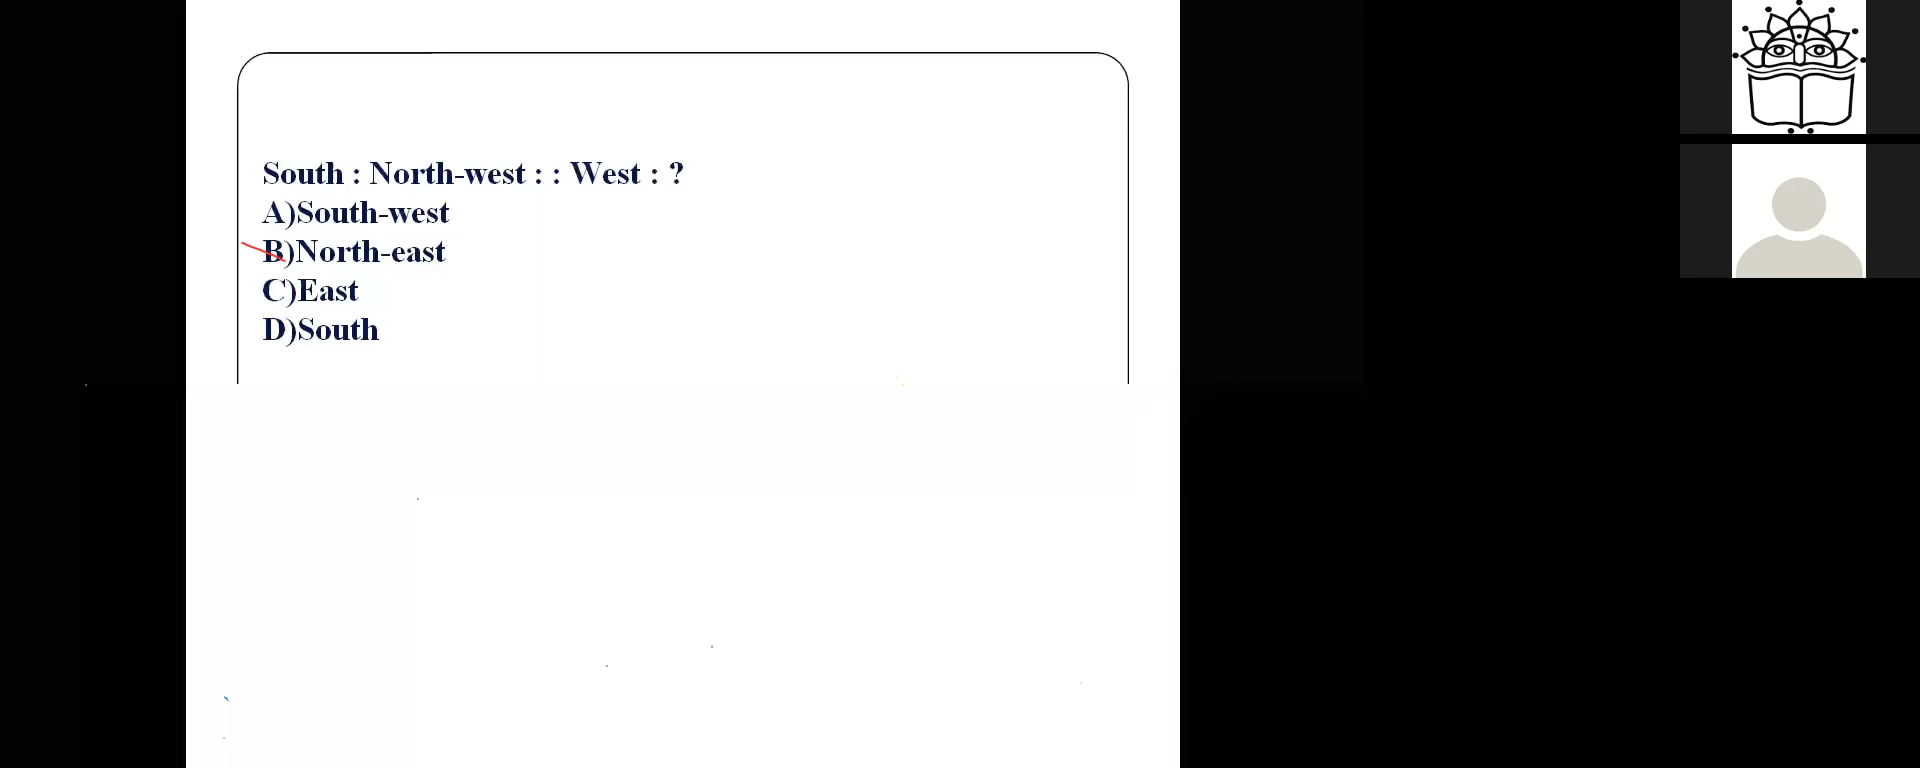 South : North-west : : West : ?
A)South-west
B)North-east
C)East
D)South